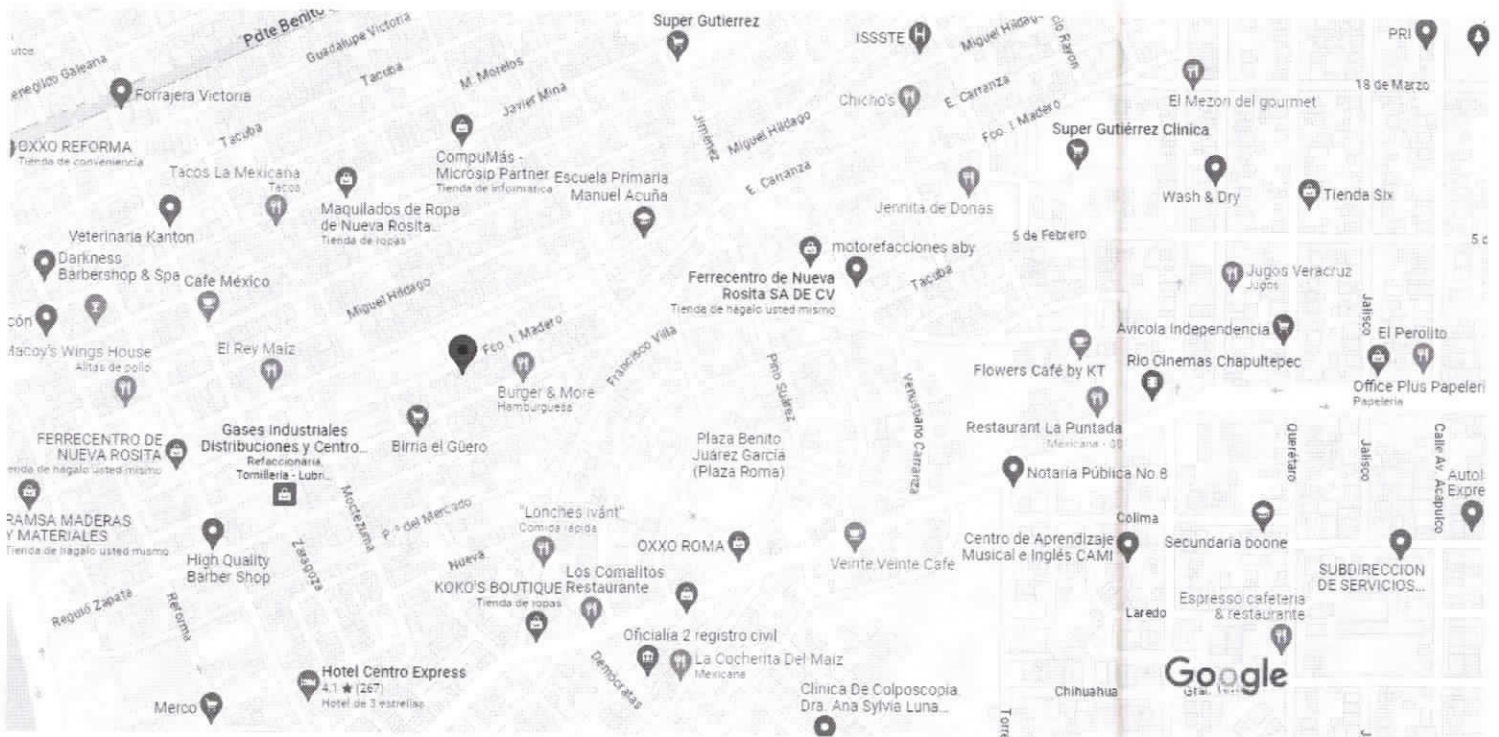 Super Gutierrez
Pdte Benito
Guadalupe Victoria
ISSSTE
Miguel Hildag
PRI
Tacuba
M. Morelos
Forrajera Victoria
Javier Mina
Chicho's
E. Carranza
El Mezon del gourmet
18 de Marzo
Fco. I. Madero
Super Gutiérrez Clinica
OXXO REFORMA
Tienda de conveniencia
Tacuba
Jiménez
Miguel Hildago
E. Carranza
Tacos La Mexicana
Tacos
CompuMás -
Microsip Partner
Tienda de informatica
Escuela Primaria
Manuel Acuña
Maquilados de Ropa
de Nueva Rosita...
Tienda de ropas
Jennita de Donas
Wash & Dry
Tienda Six
Veterinaria Kanton
5 de Febrero
motorefacciones aby
Darkness
Barbershop & Spa
Cafe México
Ferrecentro de Nueva
Rosita SA DE CV
Tienda de hágalo usted mismo
Tacuba
Jugos Veracruz
Jugos
Miguel Hildago
Jalisco
Avicola Independencia
El Perolito
Macoy's Wings House
Alitas de pollo
El Rey Maiz
Fco. I. Madero
Francisco Villa
Burger & More
Hamburguesa
Pino Suárez
Venustiano Carranza
Flowers Café by KT
Rio Cinemas Chapultepec
Office Plus Papeleri
Papeleria
FERRECENTRO DE
NUEVA ROSITA
Gases Industriales
Distribuciones y Centro...
Refaccionaria,
Tornilleria - Lubri...
Birria el Güero
Plaza Benito
Juárez García
(Plaza Roma)
Restaurant La Puntada
Notaria Pública No.8
Querétaro
Jalisco
Calle Av. Acapulco
Autol
Expre
RAMSA MADERAS
Y MATERIALES
Tienda de hágalo usted mismo
High Quality
Barber Shop
Moctezuma
P.º del Mercado
"Lonches Ivánt"
Comida rápida
OXXO ROMA
Veinte Veinte Cafe
Colima
Centro de Aprendizaje
Musical e Inglés CAMI
Secundaria boone
SUBDIRECCION
DE SERVICIOS...
Zaragoza
Nueva
KOKO'S BOUTIQUE
Tienda de ropas
Los Comalitos
Restaurante
Zapata
Reforma
Laredo
Espresso cafeteria
& restaurante
Oficialia 2 registro civil
La Cocherita Del Maiz
Mexicana
Democratas
Hotel Centro Express
4.1 ★ (267)
Hotel de 3 estrellas
Merco
Clinica De Colposcopia
Dra. Ana Sylvia Luna...
Chihuahua
Google
Torre